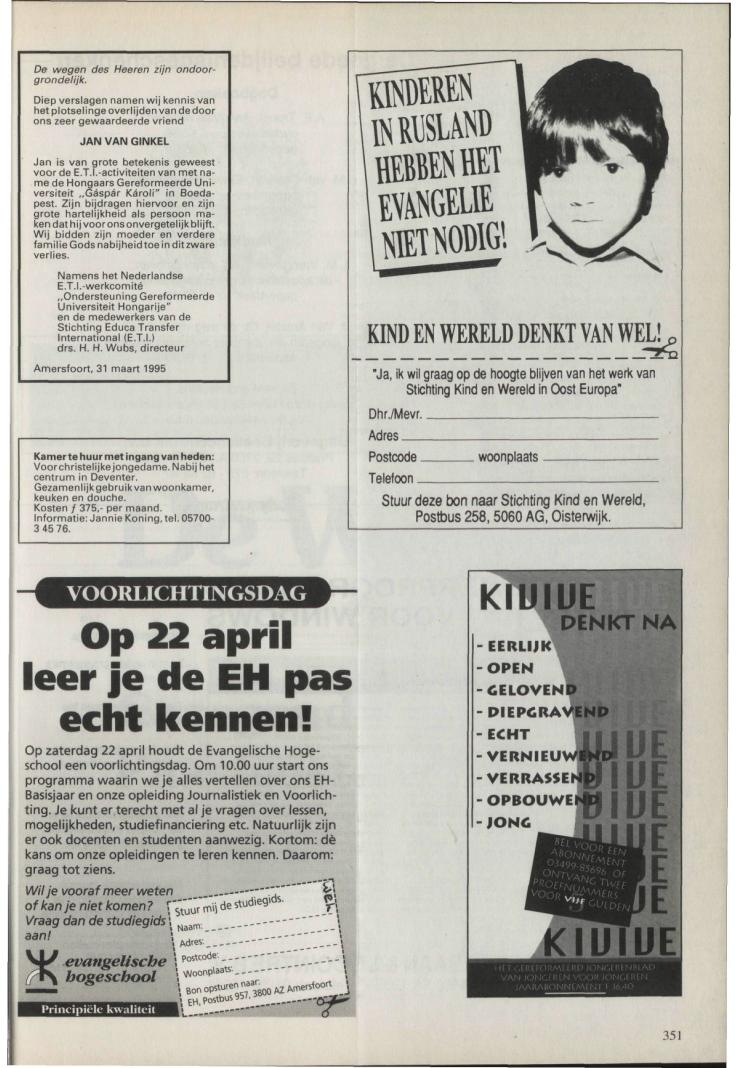 De wegen des Heeren zijn ondoor-
grondelijk.
Diep verslagen namen wij kennis van
het plotselinge overlijden van de door
ons zeer gewaardeerde vriend
JAN VAN GINKEL
Jan is van grote betekenis geweest
voor de E.T.I.-activiteiten van met na-
me de Hongaars Gereformeerde Uni-
versiteit ,,Gáspár Károli" in Boeda-
pest. Zijn bijdragen hiervoor en zijn
grote hartelijkheid als persoon ma-
ken dat hij voor ons onvergetelijk blijft.
Wij bidden zijn moeder en verdere
familie Gods nabijheid toe in dit zware
verlies.
Namens het Nederlandse
E.T.I.-werkcomité
,,Ondersteuning Gereformeerde
Universiteit Hongarije"
en de medewerkers van de
Stichting Educa Transfer
International (E.T.I.)
drs. H. H. Wubs, directeur
Amersfoort, 31 maart 1995
Kamer te huur met ingang van heden:
Voor christelijke jongedame. Nabij het
centrum in Deventer.
Gezamenlijk gebruik van woonkamer,
keuken en douche.
Kosten ƒ 375,- per maand.
Informatie: Jannie Koning, tel. 05700-
3 45 76.
KINDEREN
IN RUSLAND
HEBBEN HET
EVANGELIE
NIET NODIG!
KIND EN WERELD DENKT VAN WEL!
"Ja, ik wil graag op de hoogte blijven van het werk van
Stichting Kind en Wereld in Oost Europa"
Dhr./Mevr.
Adres
Postcode woonplaats
Telefoon
Stuur deze bon naar Stichting Kind en Wereld,
Postbus 258, 5060 AG, Oisterwijk.
VOORLICHTINGSDAG
Op 22 april
leer je de EH pas
echt kennen!
Op zaterdag 22 april houdt de Evangelische Hoge-
school een voorlichtingsdag. Om 10.00 uur start ons
programma waarin we je alles vertellen over ons EH-
Basisjaar en onze opleiding Journalistiek en Voorlich-
ting. Je kunt er terecht met al je vragen over lessen,
mogelijkheden, studiefinanciering etc. Natuurlijk zijn
er ook docenten en studenten aanwezig. Kortom: dè
kans om onze opleidingen te leren kennen. Daarom:
graag tot ziens.
Wil je vooraf meer weten
of kan je niet komen?
Vraag dan de studiegids
aan!
evangelische
hogeschool
Principiële kwaliteit
Stuur mij de studiegids.
Naam:
Adres:
Postcode:
Woonplaats:
Bon opsturen naar:
EH, Postbus 957, 3800 AZ Amersfoort
KIVIVE
DENKT NA
- EERLIJK
- OPEN
- GELOVEND
- DIEPGRAVEND
- ECHT
- VERNIEUWEND
- VERRASSEND
- OPBOUWEND
- JONG
BEL VOOR EEN
ABONNEMENT
03499-85696 OF
ONTVANG TWEE
PROEFNUMMERS
VOOR VIJF GULDEN
KIVIVE
HET GEREFORMEERD JONGERENBLAD
VAN JONGEREN VOOR JONGEREN
JAARABONNEMENT F 36,40
351